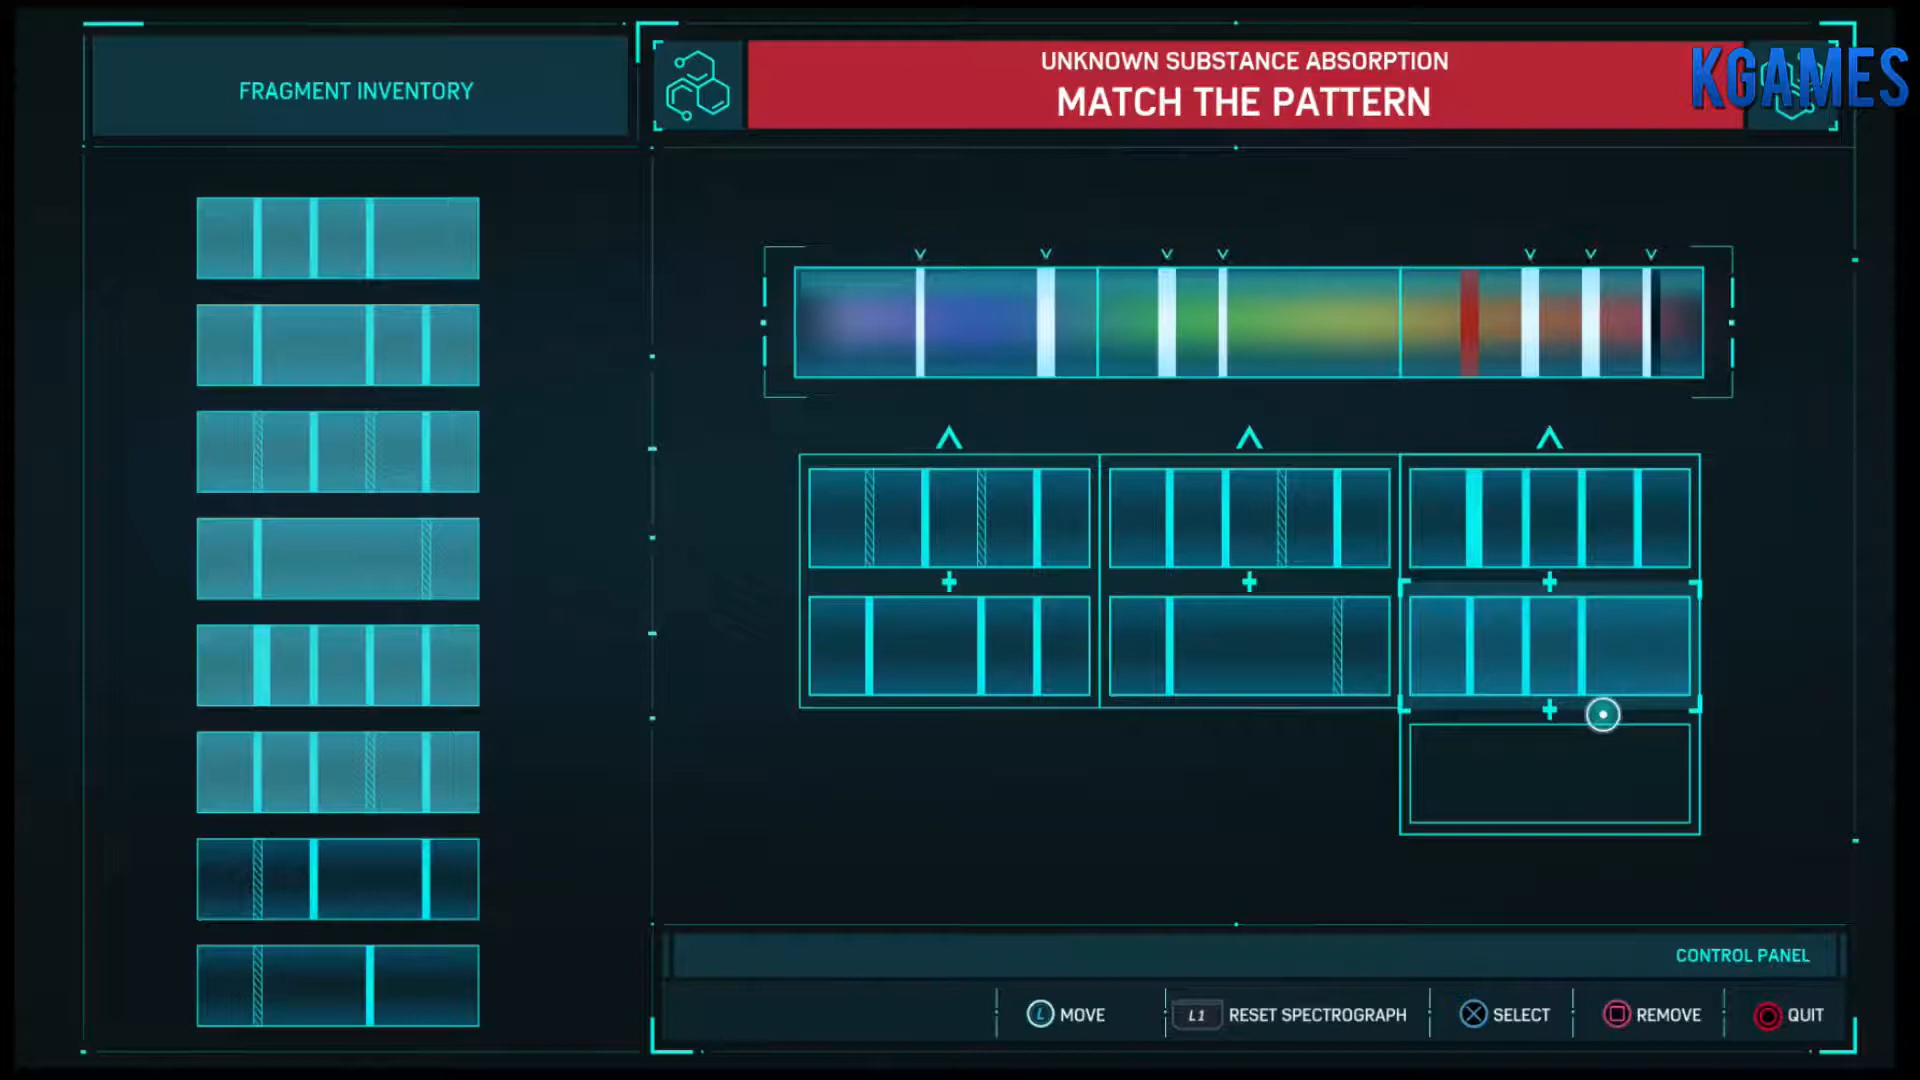 FRAGMENT INVENTORY
UNKNOWN SUBSTANCE ABSORPTION
MATCH THE PATTERN
KGAMES
CONTROL PANEL
L MOVE
L1 RESET SPECTROGRAPH
SELECT
REMOVE
QUIT